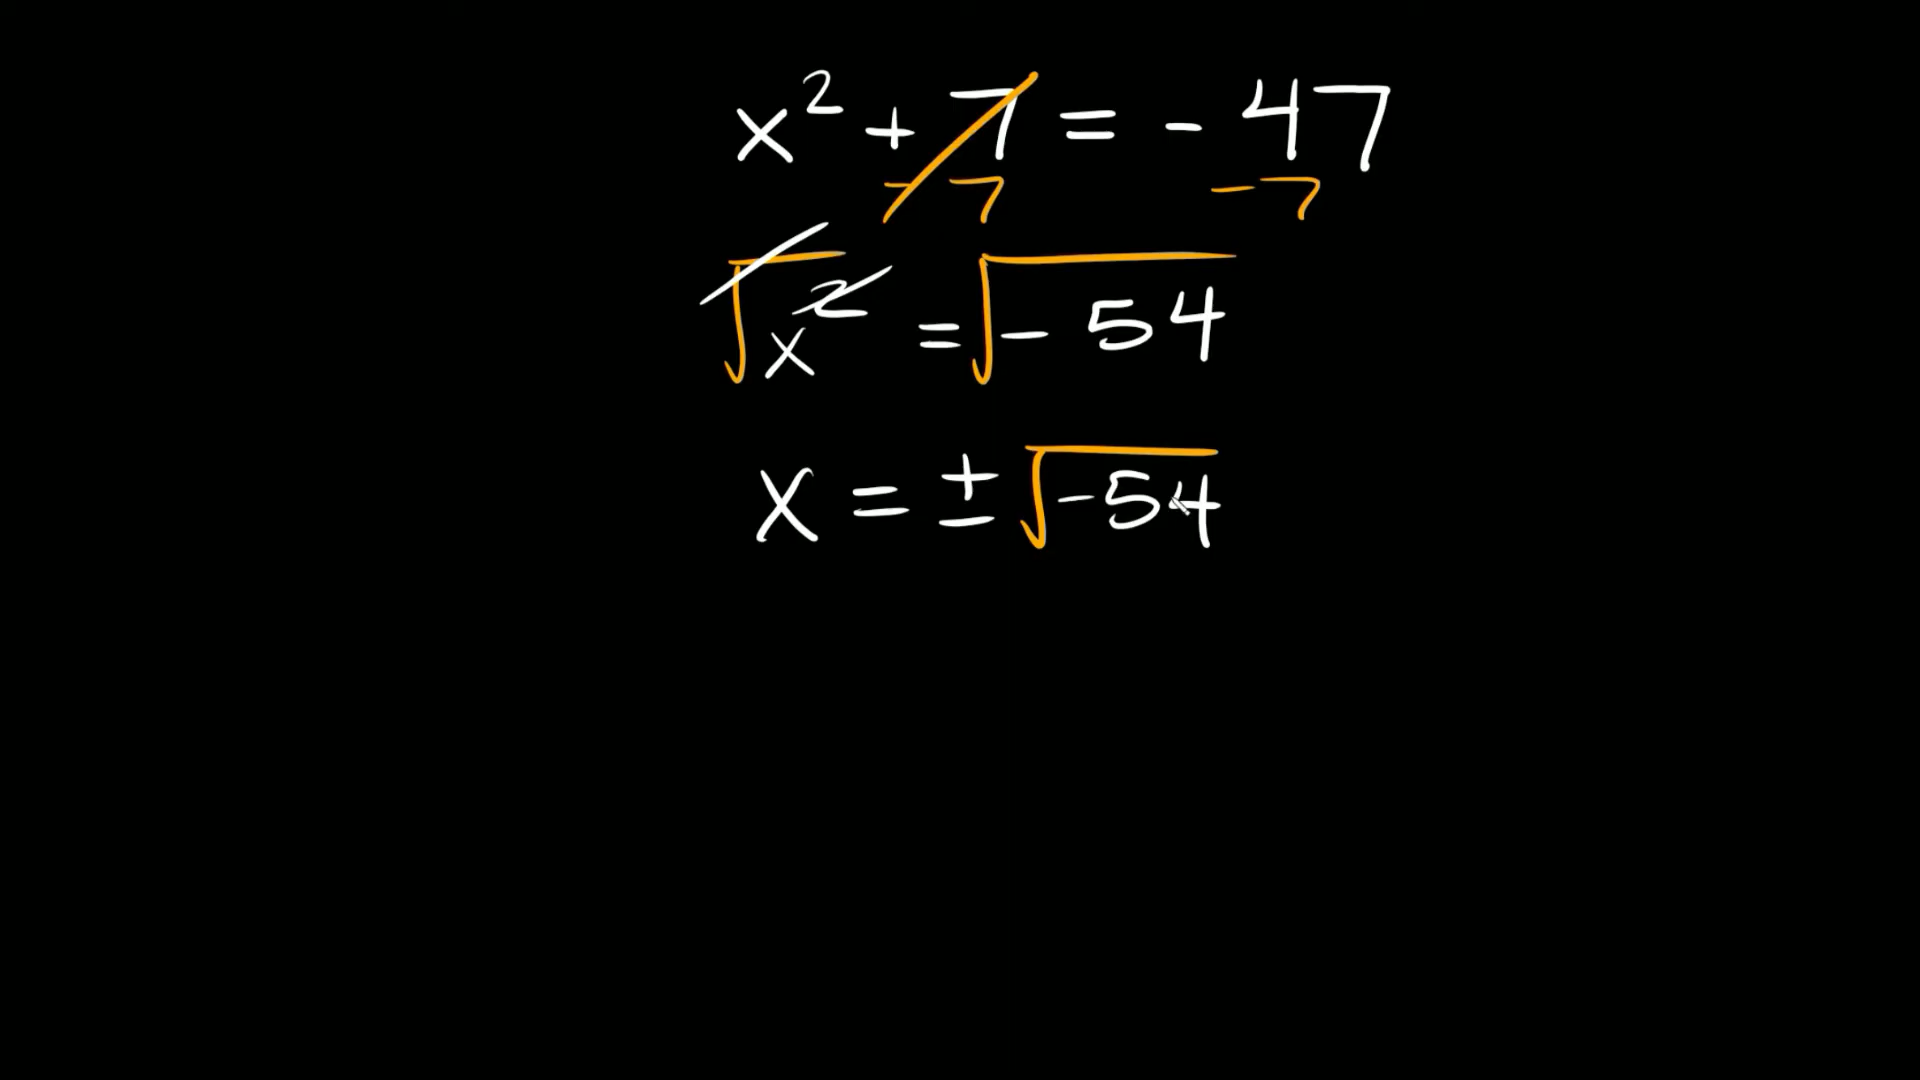 x² + 7 = - 47
- 7 -7
√x² = √- 54
x = ± √-54